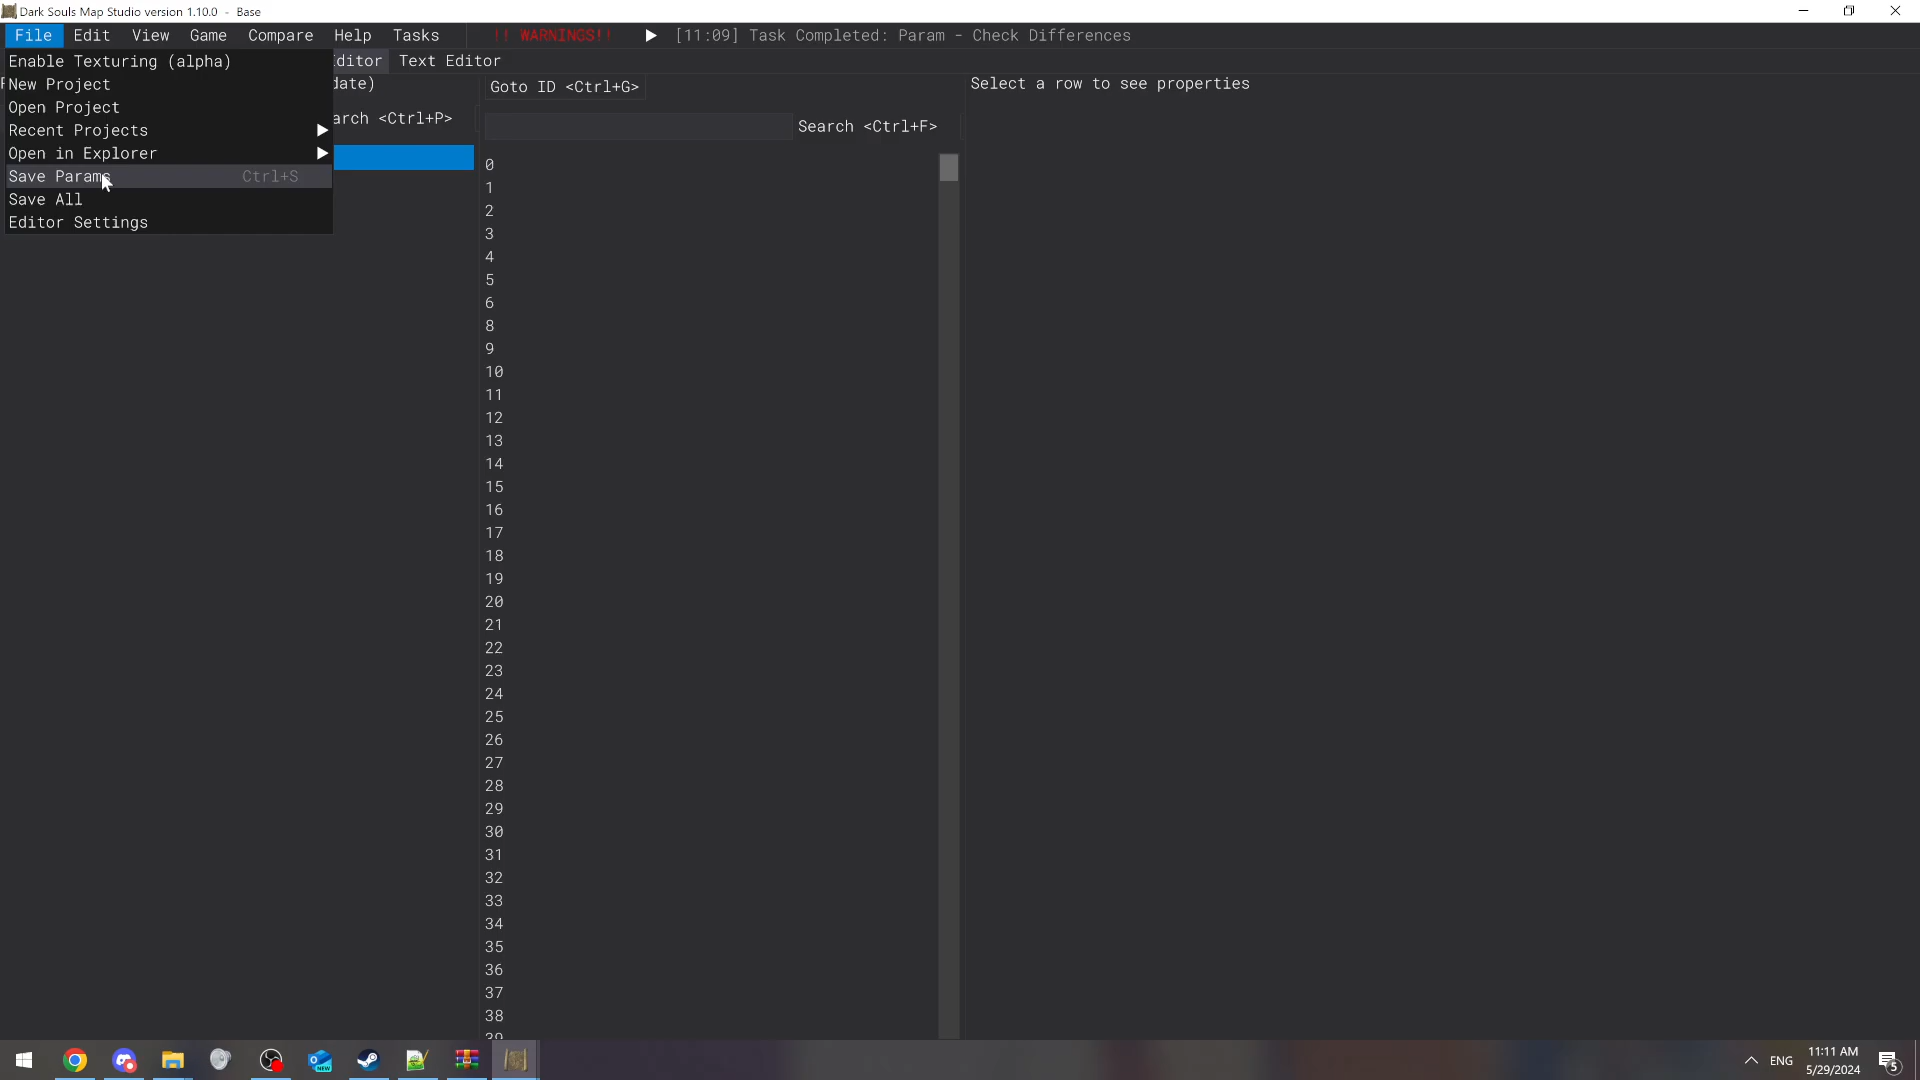 Dark Souls Map Studio version 1.10.0 - Base
File Edit View Game Compare Help Tasks !! WARNINGS!! [11:09] Task Completed: Param - Check Differences
Enable Texturing (alpha)
ditor Text Editor
New Project
date)
Goto ID <Ctrl+G>
Select a row to see properties
Open Project
arch <Ctrl+P>
Search <Ctrl+F>
Recent Projects
Open in Explorer
Save Params Ctrl+S
Save All
Editor Settings
0
1
2
3
4
5
6
8
9
10
11
12
13
14
15
16
17
18
19
20
21
22
23
24
25
26
27
28
29
30
31
32
33
34
35
36
37
38
39
NEW
ENG
11:11 AM
5/29/2024
5